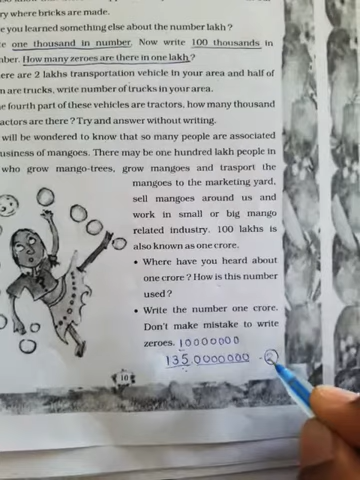 ry where bricks are made.
e you learned something else about the number lakh ?
te one thousand in number. Now write 100 thousands in
mber. How many zeroes are there in one lakh ?
ere are 2 lakhs transportation vehicle in your area and half of
n are trucks, write number of trucks in your area.
e fourth part of these vehicles are tractors, how many thousand
actors are there ? Try and answer without writing.
will be wondered to know that so many people are associated
usiness of mangoes. There may be one hundred lakh people in
who grow mango-trees, grow mangoes and trasport the
mangoes to the marketing yard,
sell mangoes around us and
work in small or big mango
related industry. 100 lakhs is
also known as one crore.
• Where have you heard about
one crore ? How is this number
used ?
• Write the number one crore.
Don't make mistake to write
zeroes. 10000000
135 0000000
10